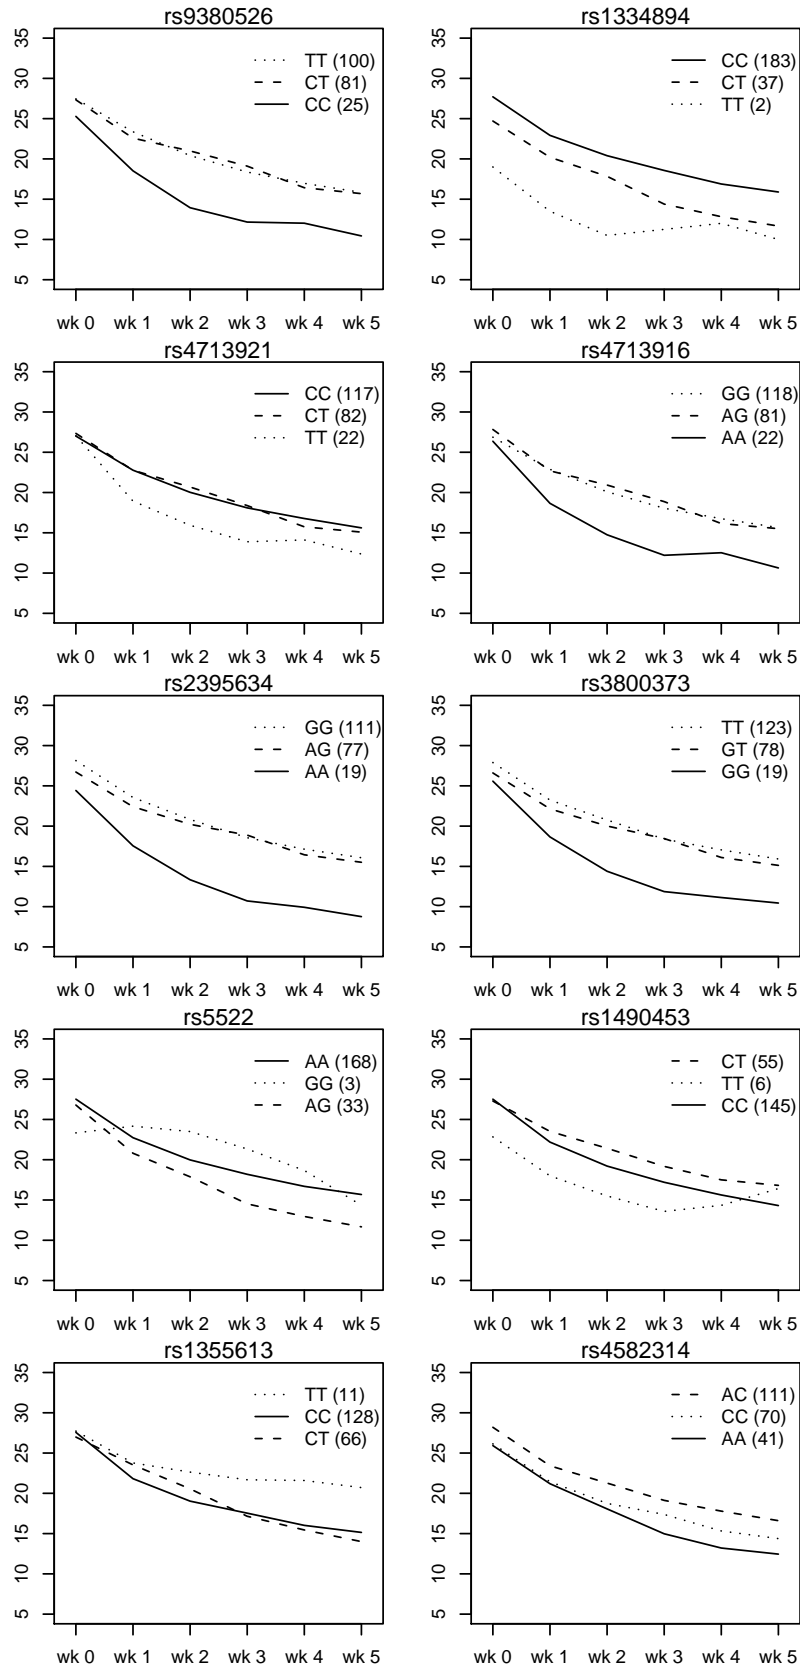 rs9380526
35
30
25
20
15
10
5
TT (100)
CT (81)
CC (25)
wk 0 wk 1 wk 2 wk 3 wk 4 wk 5
rs1334894
35
30
25
20
15
10
5
CC (183)
CT (37)
TT (2)
wk 0 wk 1 wk 2 wk 3 wk 4 wk 5
rs4713921
35
30
25
20
15
10
5
CC (117)
CT (82)
TT (22)
wk 0 wk 1 wk 2 wk 3 wk 4 wk 5
rs4713916
35
30
25
20
15
10
5
GG (118)
AG (81)
AA (22)
wk 0 wk 1 wk 2 wk 3 wk 4 wk 5
rs2395634
35
30
25
20
15
10
5
GG (111)
AG (77)
AA (19)
wk 0 wk 1 wk 2 wk 3 wk 4 wk 5
rs3800373
35
30
25
20
15
10
5
TT (123)
GT (78)
GG (19)
wk 0 wk 1 wk 2 wk 3 wk 4 wk 5
rs5522
35
30
25
20
15
10
5
AA (168)
GG (3)
AG (33)
wk 0 wk 1 wk 2 wk 3 wk 4 wk 5
rs1490453
35
30
25
20
15
10
5
CT (55)
TT (6)
CC (145)
wk 0 wk 1 wk 2 wk 3 wk 4 wk 5
rs1355613
35
30
25
20
15
10
5
TT (11)
CC (128)
CT (66)
wk 0 wk 1 wk 2 wk 3 wk 4 wk 5
rs4582314
35
30
25
20
15
10
5
AC (111)
CC (70)
AA (41)
wk 0 wk 1 wk 2 wk 3 wk 4 wk 5